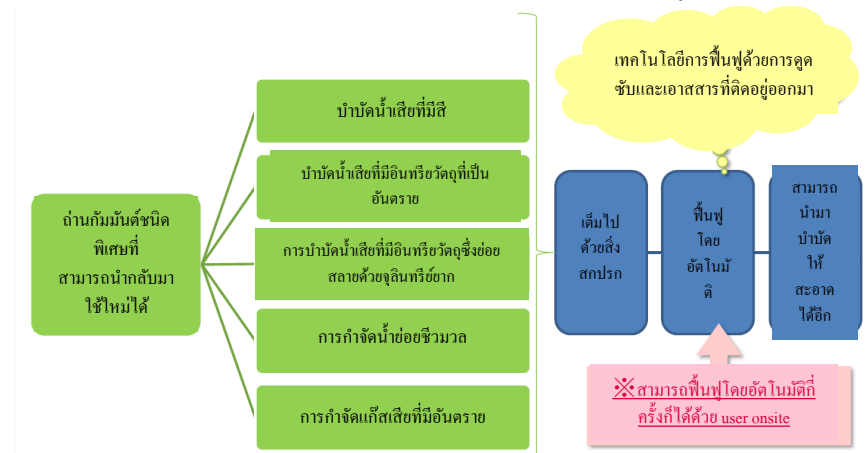 ถ่านกัมมันต์ชนิด
พิเศษที่
สามารถนำกลับมา
ใช้ใหม่ได้
บำบัดน้ำเสียที่มีสี
บำบัดน้ำเสียที่มีอินทรียวัตถุที่เป็น
อันตราย
การบำบัดน้ำเสียที่มีอินทรียวัตถุซึ่งย่อย
สลายด้วยจุลินทรีย์ยาก
การกำจัดน้ำย่อยชีวมวล
การกำจัดแก๊สเสียที่มีอันตราย
เทคโนโลยีการฟื้นฟูด้วยการดูด
ซับและเอาสสารที่ติดอยู่ออกมา
เต็มไป
ด้วยสิ่ง
สกปรก
ฟื้นฟู
โดย
อัตโนมั
ติ
สามารถ
นำมา
บำบัด
ให้
สะอาด
ได้อีก
※สามารถฟื้นฟูโดยอัตโนมัติกี่
ครั้งก็ได้ด้วย user onsite